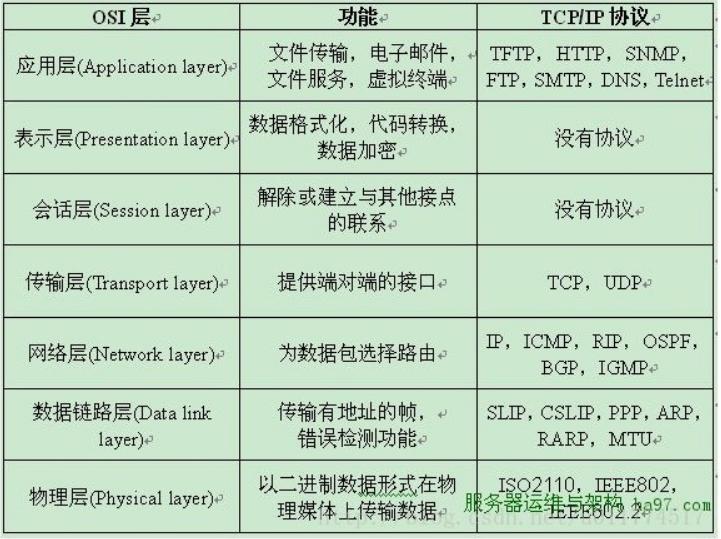 OSI 层 功能 TCP/IP 协议
应用层(Application layer) 文件传输，电子邮件，文件服务，虚拟终端 TFTP，HTTP，SNMP，FTP，SMTP，DNS，Telnet
表示层(Presentation layer) 数据格式化，代码转换，数据加密 没有协议
会话层(Session layer) 解除或建立与其他接点的联系 没有协议
传输层(Transport layer) 提供端对端的接口 TCP，UDP
网络层(Network layer) 为数据包选择路由 IP，ICMP，RIP，OSPF，BGP，IGMP
数据链路层(Data link layer) 传输有地址的帧，错误检测功能 SLIP，CSLIP，PPP，ARP，RARP，MTU
物理层(Physical layer) 以二进制数据形式在物理媒体上传输数据 ISO2110，IEEE802，IEEE802.2
服务器运维与架构 ha97.com